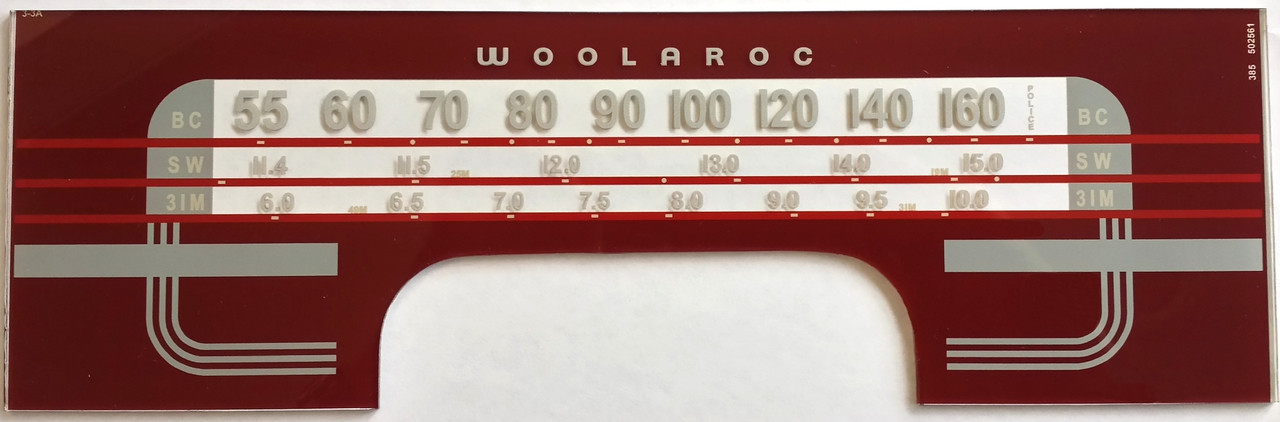 3-3A
WOOLAROC
385 502561
BC 55 60 70 80 90 100 120 140 160 POLICE BC
SW 11.4 11.5 12.0 13.0 14.0 15.0 SW
25M 19M
31M 6.0 6.5 7.0 7.5 8.0 9.0 9.5 10.0 31M
49M 31M